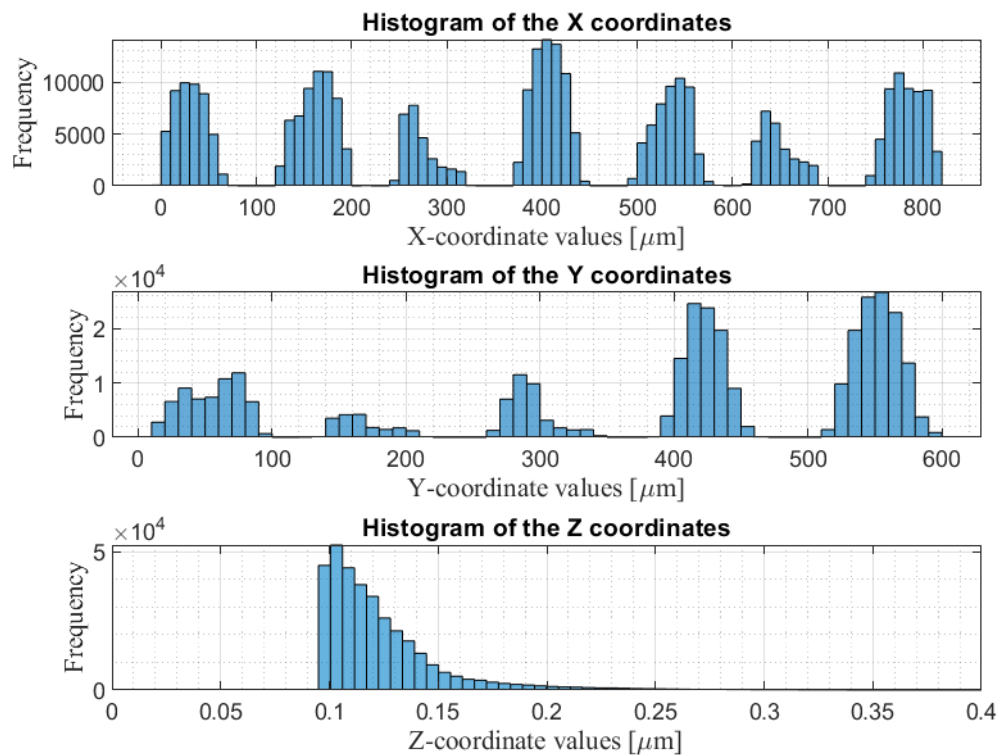 Histogram of the X coordinates
Frequency
10000
5000
0
0 100 200 300 400 500 600 700 800
X-coordinate values [μm]
×10^4
Histogram of the Y coordinates
Frequency
2
1
0
0 100 200 300 400 500 600
Y-coordinate values [μm]
×10^4
Histogram of the Z coordinates
Frequency
5
0
0 0.05 0.1 0.15 0.2 0.25 0.3 0.35 0.4
Z-coordinate values [μm]